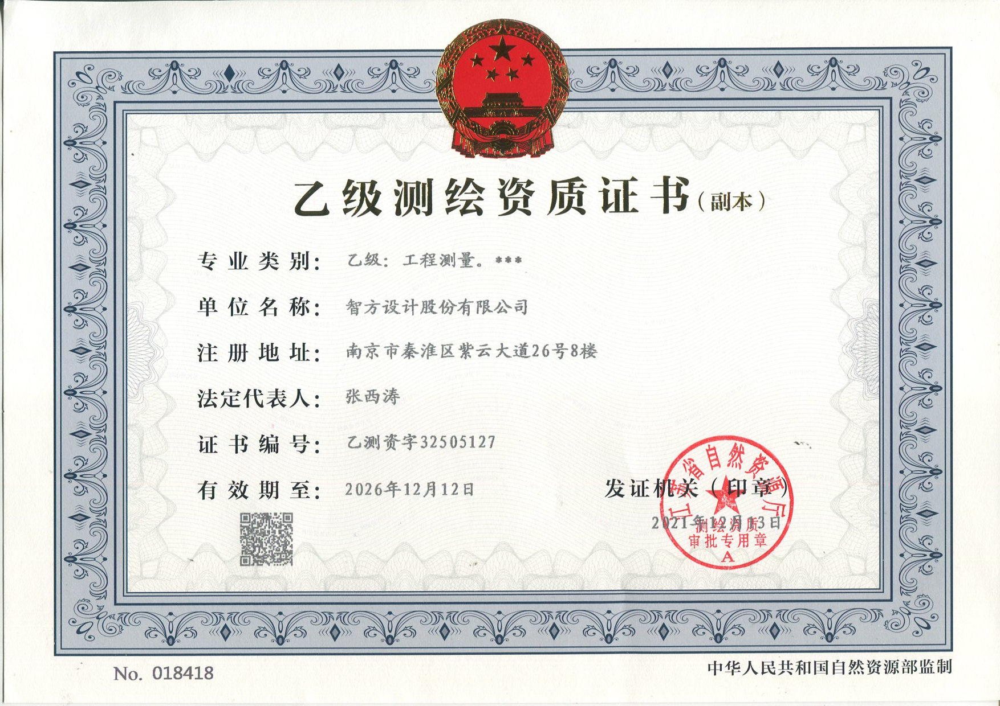 乙级测绘资质证书（副本）
专业类别： 乙级：工程测量。***
单位名称： 智方设计股份有限公司
注册地址： 南京市秦淮区紫云大道26号8楼
法定代表人： 张西涛
证书编号： 乙测资字32505127
有效期至： 2026年12月12日
发证机关（印章）
江苏省自然资源厅
2021年12月13日
测绘资质
审批专用章
A
No. 018418
中华人民共和国自然资源部监制